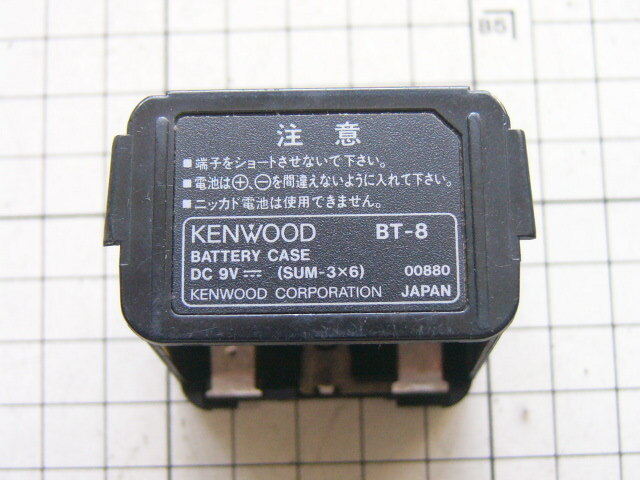 B5
注意
■端子をショートさせないで下さい。
■電池は⊕、⊖を間違えないように入れて下さい。
■ニッカド電池は使用できません。
KENWOOD BT-8
BATTERY CASE
DC 9V ⎓ (SUM-3×6) 00880
KENWOOD CORPORATION JAPAN